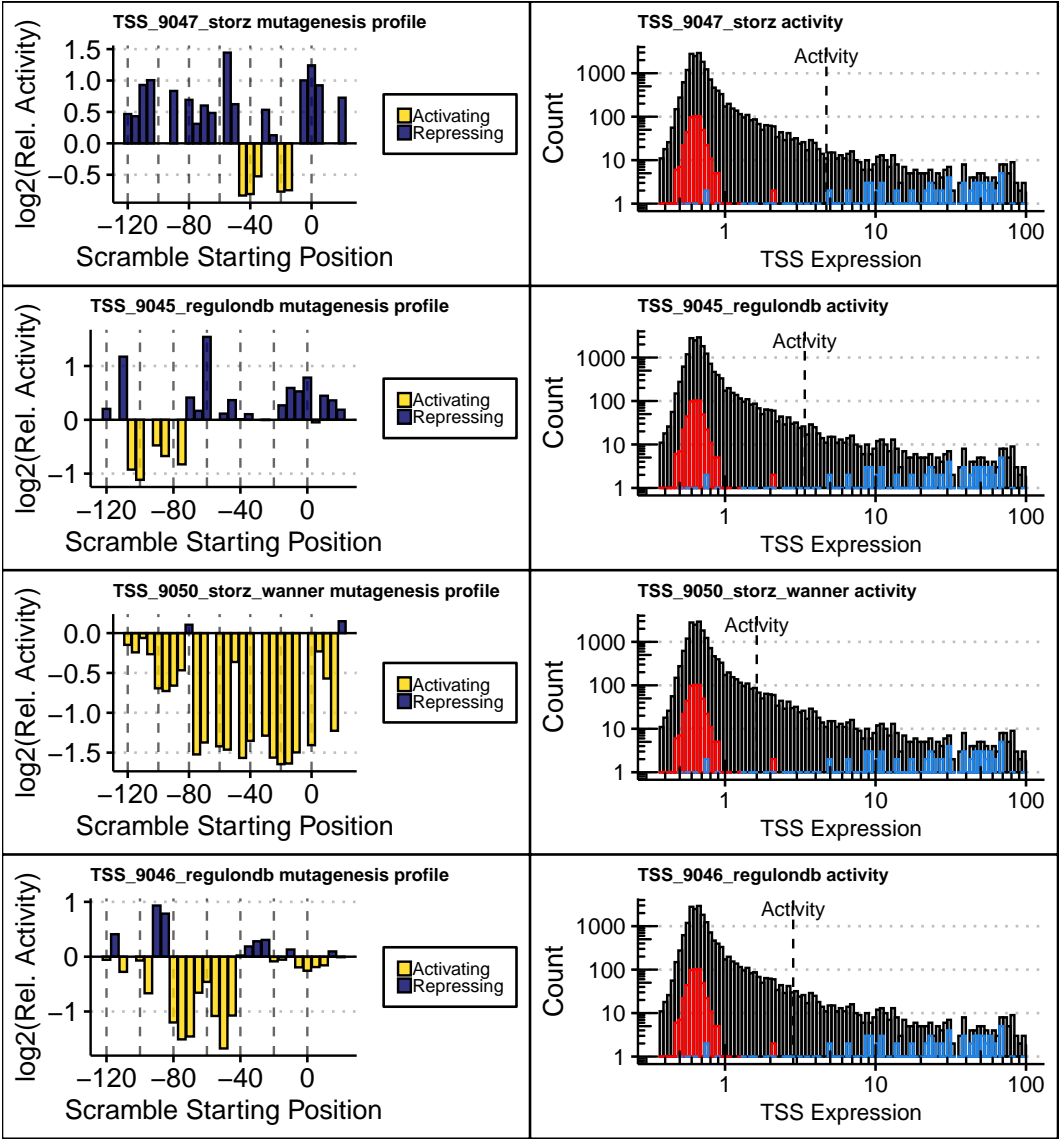 TSS_9047_storz mutagenesis profile
log2(Rel. Activity)
1.5
1.0
0.5
0.0
−0.5
−120 −80 −40 0
Scramble Starting Position
Activating
Repressing
TSS_9047_storz activity
Activity
Count
1000
100
10
1
1 10 100
TSS Expression
TSS_9045_regulondb mutagenesis profile
log2(Rel. Activity)
1
0
−1
−120 −80 −40 0
Scramble Starting Position
Activating
Repressing
TSS_9045_regulondb activity
Activity
Count
1000
100
10
1
1 10 100
TSS Expression
TSS_9050_storz_wanner mutagenesis profile
log2(Rel. Activity)
0.0
−0.5
−1.0
−1.5
−120 −80 −40 0
Scramble Starting Position
Activating
Repressing
TSS_9050_storz_wanner activity
Activity
Count
1000
100
10
1
1 10 100
TSS Expression
TSS_9046_regulondb mutagenesis profile
log2(Rel. Activity)
1
0
−1
−120 −80 −40 0
Scramble Starting Position
Activating
Repressing
TSS_9046_regulondb activity
Activity
Count
1000
100
10
1
1 10 100
TSS Expression